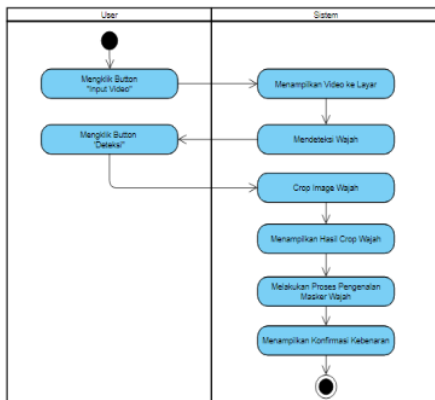 User
Sistem
Mengklik Button
"Input Video"
Menampilkan Video ke Layar
Mengklik Button
"Deteksi"
Mendeteksi Wajah
Crop Image Wajah
Menampilkan Hasil Crop Wajah
Melakukan Proses Pengenalan
Masker Wajah
Menampilkan Konfirmasi Kebenaran